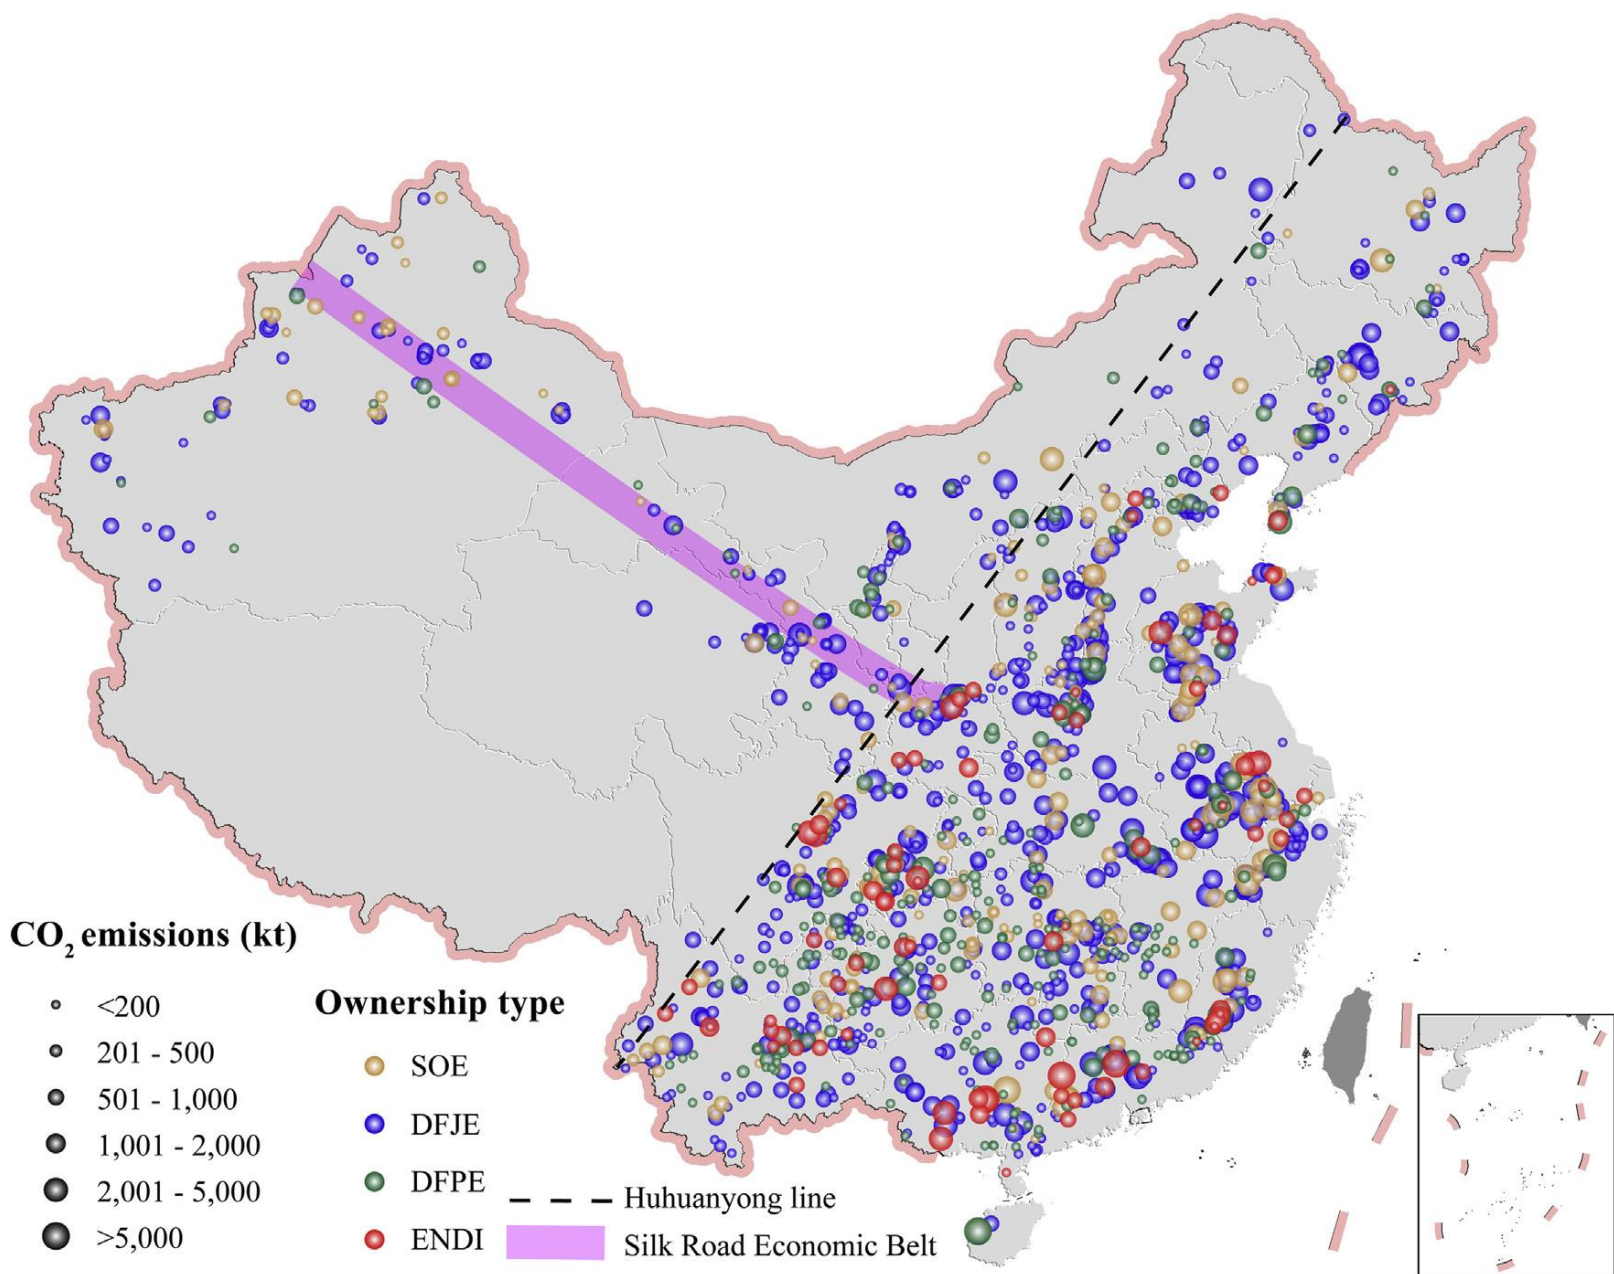 CO2 emissions (kt)
<200
201 - 500
501 - 1,000
1,001 - 2,000
2,001 - 5,000
>5,000
Ownership type
SOE
DFJE
DFPE
ENDI
Huhuanyong line
Silk Road Economic Belt